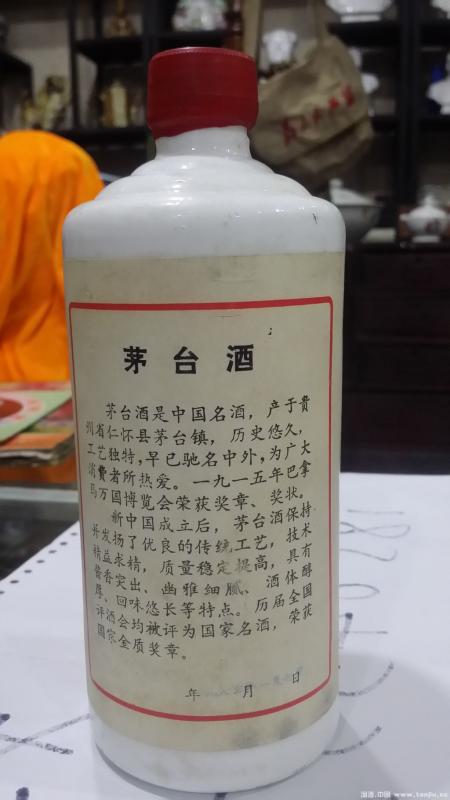 茅台酒
茅台酒是中国名酒，产于贵
州省仁怀县茅台镇，历史悠久，
工艺独特，早已驰名中外，为广大
消费者所热爱。一九一五年巴拿
马万国博览会荣获奖章、奖状。
新中国成立后，茅台酒保持
并发扬了优良的传统工艺，技术
精益求精，质量稳定提高，具有
酱香突出、幽雅细腻、酒体醇
厚、回味悠长等特点。历届全国
评酒会均被评为国家名酒，荣获
国家金质奖章。
年 月 日